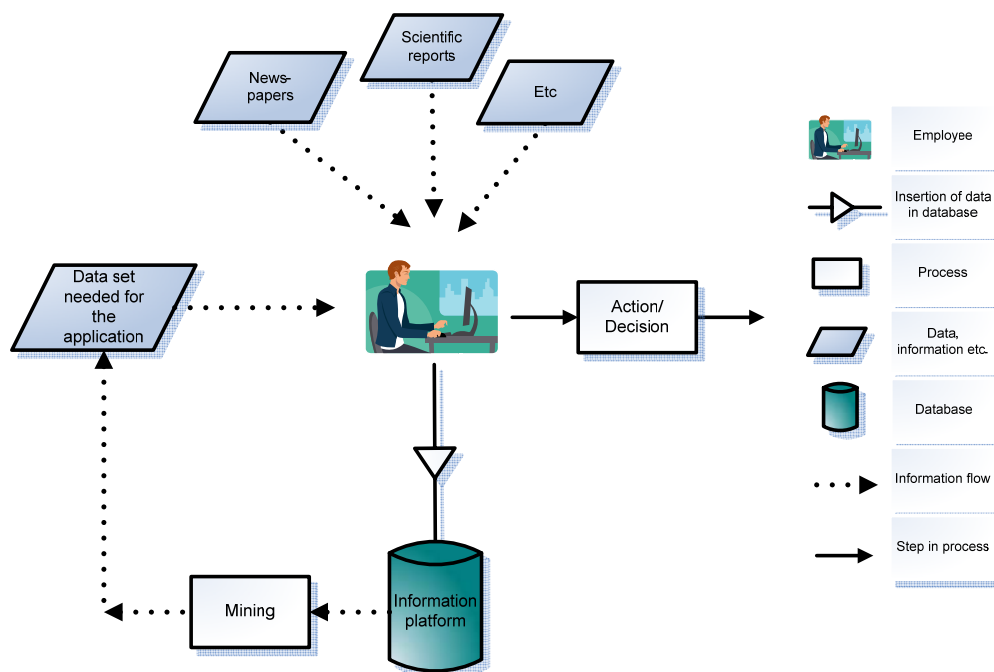 News-
papers
Scientific
reports
Etc
Data set
needed for
the
application
Action/
Decision
Mining
Information
platform
Employee
Insertion of data
in database
Process
Data,
information etc.
Database
Information flow
Step in process